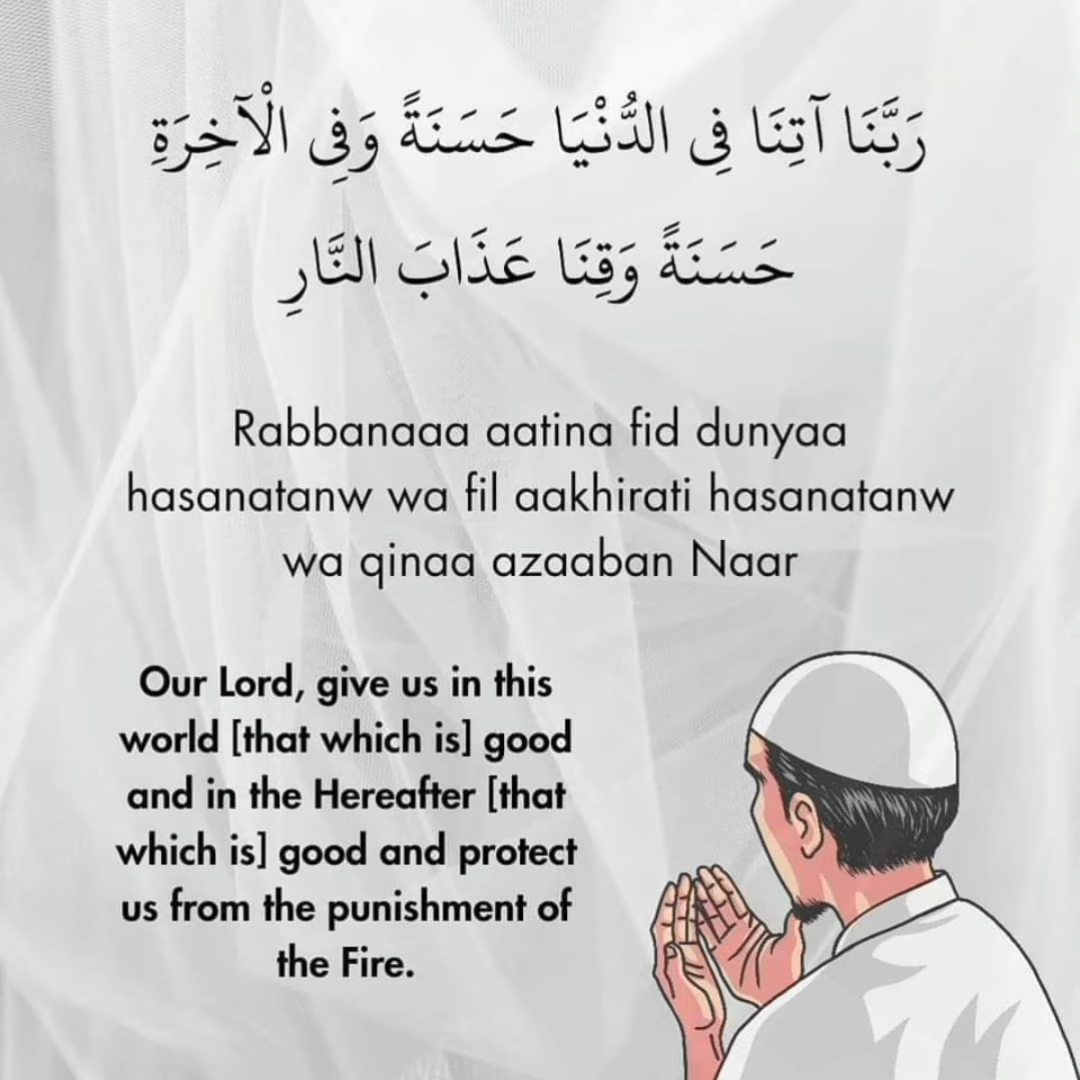 رَبَّنَا آتِنَا فِي الدُّنْيَا حَسَنَةً وَفِي الْآخِرَةِ
حَسَنَةً وَقِنَا عَذَابَ النَّارِ
Rabbanaaa aatina fid dunyaa
hasanatanw wa fil aakhirati hasanatanw
wa qinaa azaaban Naar
Our Lord, give us in this
world [that which is] good
and in the Hereafter [that
which is] good and protect
us from the punishment of
the Fire.